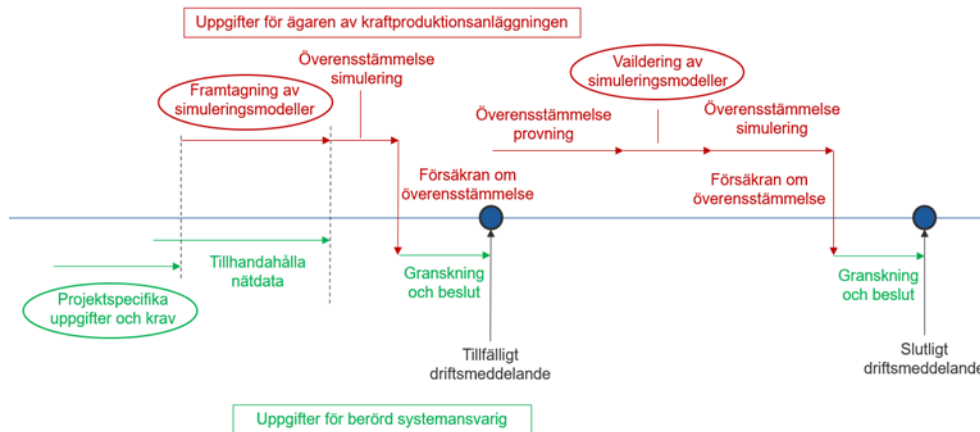 Uppgifter för ägaren av kraftproduktionsanläggningen
Överensstämmelse
simulering
Framtagning av
simuleringsmodeller
Vaildering av
simuleringsmodeller
Överensstämmelse
provning
Överensstämmelse
simulering
Försäkran om
överensstämmelse
Försäkran om
överensstämmelse
Tillhandahålla
nätdata
Granskning
och beslut
Granskning
och beslut
Projektspecifika
uppgifter och krav
Tillfälligt
driftsmeddelande
Slutligt
driftsmeddelande
Uppgifter för berörd systemansvarig